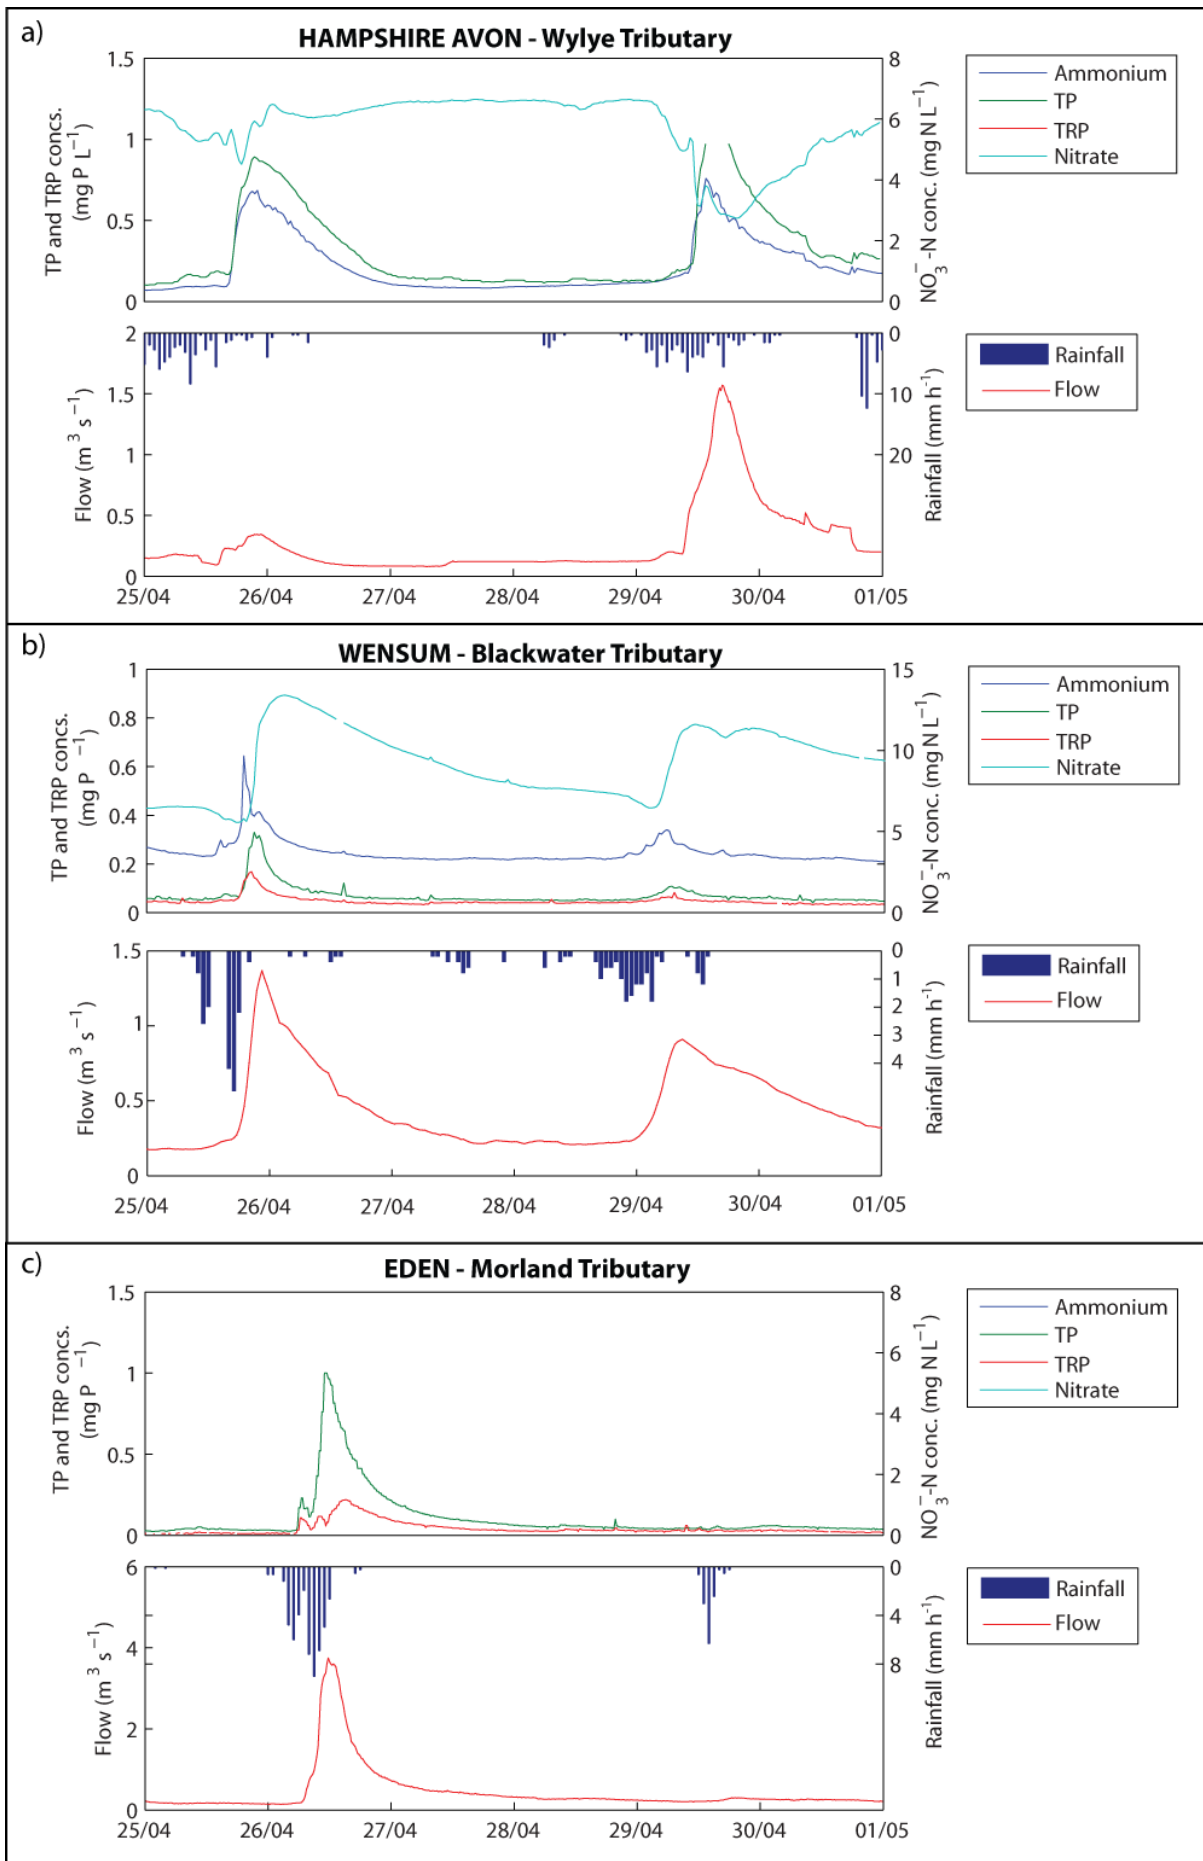 a)
HAMPSHIRE AVON - Wylye Tributary
TP and TRP concs.
(mg P L⁻¹)
1.5
1
0.5
0
8
6
4
2
0
NO₃⁻-N conc. (mg N L⁻¹)
Ammonium
TP
TRP
Nitrate
Flow (m³ s⁻¹)
2
1.5
1
0.5
0
0
10
20
Rainfall (mm h⁻¹)
Rainfall
Flow
25/04
26/04
27/04
28/04
29/04
30/04
01/05
b)
WENSUM - Blackwater Tributary
TP and TRP concs.
(mg P ⁻¹)
1
0.8
0.6
0.4
0.2
0
15
10
5
0
NO₃⁻-N conc. (mg N L⁻¹)
Ammonium
TP
TRP
Nitrate
Flow (m³ s⁻¹)
1.5
1
0.5
0
0
1
2
3
4
Rainfall (mm h⁻¹)
Rainfall
Flow
25/04
26/04
27/04
28/04
29/04
30/04
01/05
c)
EDEN - Morland Tributary
TP and TRP concs.
(mg P ⁻¹)
1.5
1
0.5
0
8
6
4
2
0
NO₃⁻-N conc. (mg N L⁻¹)
Ammonium
TP
TRP
Nitrate
Flow (m³ s⁻¹)
6
4
2
0
0
4
8
Rainfall (mm h⁻¹)
Rainfall
Flow
25/04
26/04
27/04
28/04
29/04
30/04
01/05